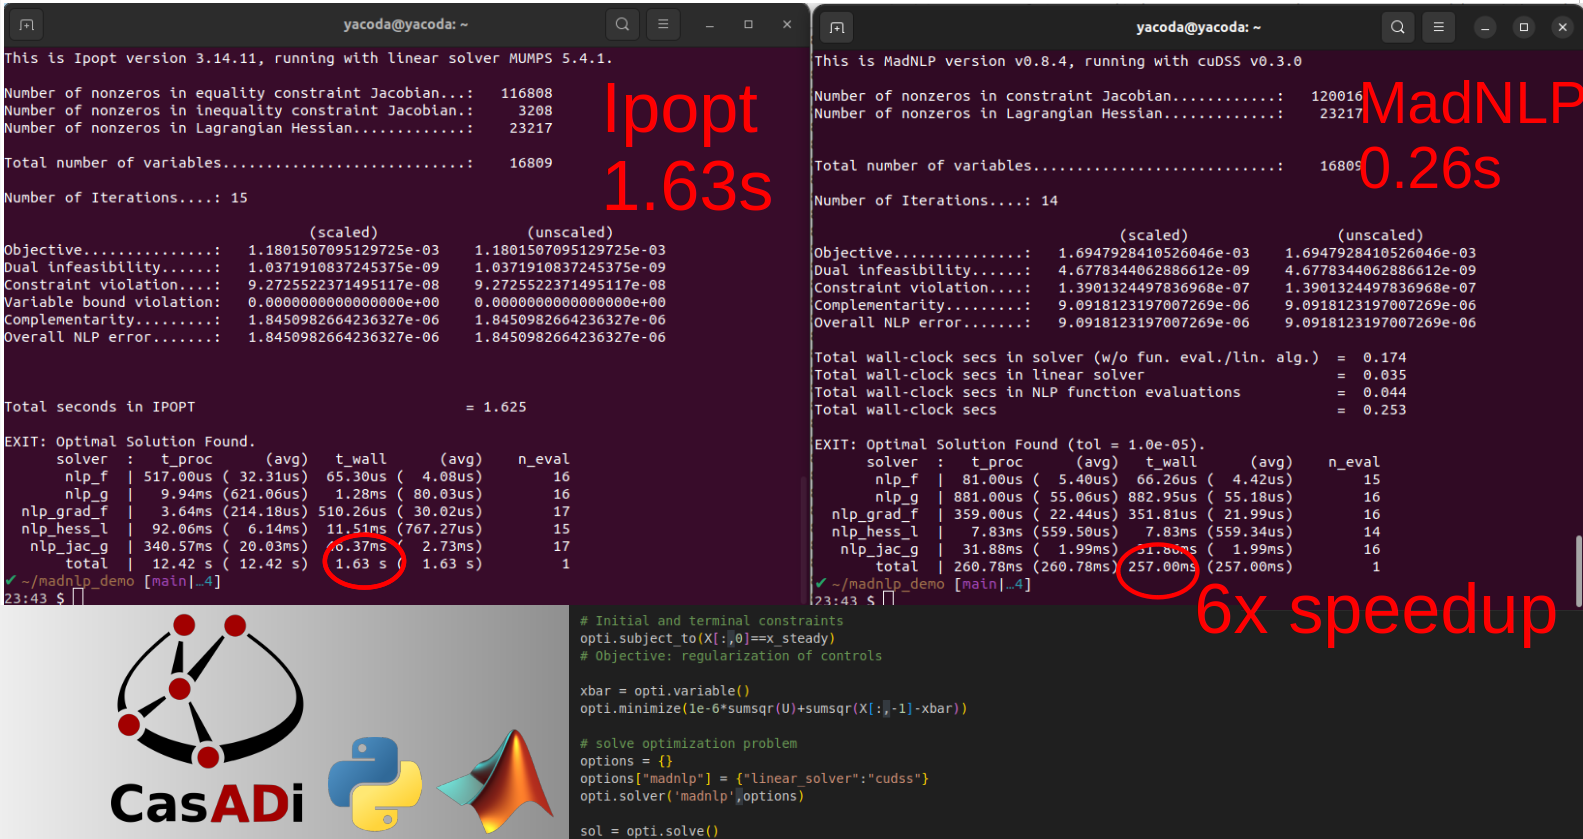 yacoda@yacoda: ~
This is Ipopt version 3.14.11, running with linear solver MUMPS 5.4.1.
Number of nonzeros in equality constraint Jacobian...:   116808
Number of nonzeros in inequality constraint Jacobian.:     3208
Number of nonzeros in Lagrangian Hessian.............:    23217
Total number of variables............................:    16809
Number of Iterations....: 15
(scaled)                 (unscaled)
Objective...............:   1.1801507095129725e-03    1.1801507095129725e-03
Dual infeasibility......:   1.0371910837245375e-09    1.0371910837245375e-09
Constraint violation....:   9.2725522371495117e-08    9.2725522371495117e-08
Variable bound violation:   0.0000000000000000e+00    0.0000000000000000e+00
Complementarity.........:   1.8450982664236327e-06    1.8450982664236327e-06
Overall NLP error.......:   1.8450982664236327e-06    1.8450982664236327e-06
Total seconds in IPOPT                               = 1.625
EXIT: Optimal Solution Found.
solver  :   t_proc      (avg)   t_wall      (avg)    n_eval
nlp_f  | 517.00us ( 32.31us)  65.30us (  4.08us)        16
nlp_g  |   9.94ms (621.06us)   1.28ms ( 80.03us)        16
nlp_grad_f  |   3.64ms (214.18us) 510.26us ( 30.02us)        17
nlp_hess_l  |  92.06ms (  6.14ms)  11.51ms (767.27us)        15
nlp_jac_g  | 340.57ms ( 20.03ms)  46.37ms (  2.73ms)        17
total  |  12.42 s ( 12.42 s)   1.63 s (  1.63 s)         1
✔ ~/madnlp_demo [main|…4]
23:43 $
Ipopt
1.63s
yacoda@yacoda: ~
This is MadNLP version v0.8.4, running with cuDSS v0.3.0
Number of nonzeros in constraint Jacobian............:   120016
Number of nonzeros in Lagrangian Hessian.............:    23217
Total number of variables............................:    16809
Number of Iterations....: 14
(scaled)                 (unscaled)
Objective...............:   1.6947928410526046e-03    1.6947928410526046e-03
Dual infeasibility......:   4.6778344062886612e-09    4.6778344062886612e-09
Constraint violation....:   1.3901324497836968e-07    1.3901324497836968e-07
Complementarity.........:   9.0918123197007269e-06    9.0918123197007269e-06
Overall NLP error.......:   9.0918123197007269e-06    9.0918123197007269e-06
Total wall-clock secs in solver (w/o fun. eval./lin. alg.)  =  0.174
Total wall-clock secs in linear solver                      =  0.035
Total wall-clock secs in NLP function evaluations           =  0.044
Total wall-clock secs                                       =  0.253
EXIT: Optimal Solution Found (tol = 1.0e-05).
solver  :   t_proc      (avg)   t_wall      (avg)    n_eval
nlp_f  |  81.00us (  5.40us)  66.26us (  4.42us)        15
nlp_g  | 881.00us ( 55.06us) 882.95us ( 55.18us)        16
nlp_grad_f  | 359.00us ( 22.44us) 351.81us ( 21.99us)        16
nlp_hess_l  |   7.83ms (559.50us)   7.83ms (559.34us)        14
nlp_jac_g  |  31.88ms (  1.99ms)  31.86ms (  1.99ms)        16
total  | 260.78ms (260.78ms) 257.00ms (257.00ms)         1
✔ ~/madnlp_demo [main|…4]
23:43 $
MadNLP
0.26s
6x speedup
CasADi
# Initial and terminal constraints
opti.subject_to(X[:,0]==x_steady)
# Objective: regularization of controls
xbar = opti.variable()
opti.minimize(1e-6*sumsqr(U)+sumsqr(X[:,-1]-xbar))
# solve optimization problem
options = {}
options["madnlp"] = {"linear_solver":"cudss"}
opti.solver('madnlp',options)
sol = opti.solve()